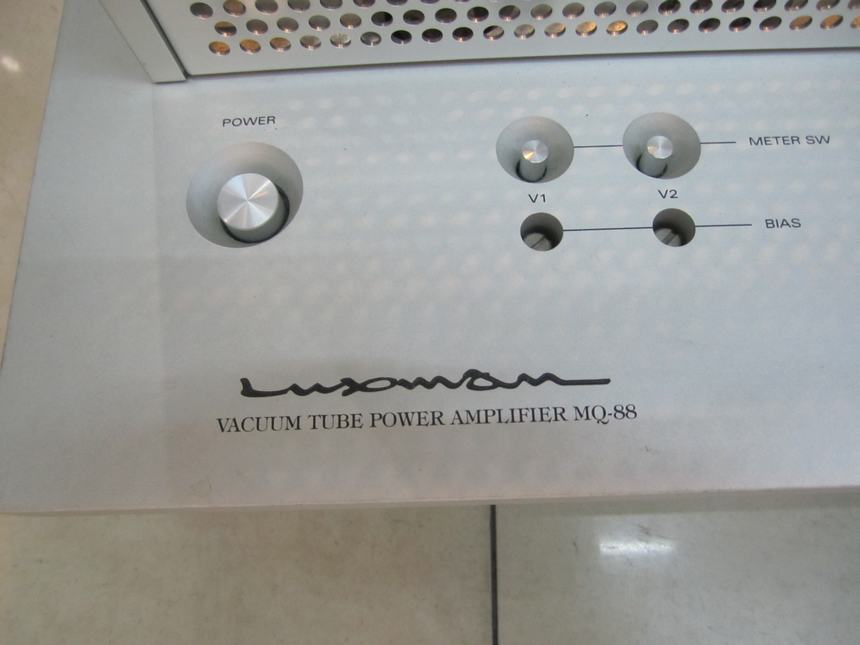 POWER
METER SW
V1 V2
BIAS
Luxman
VACUUM TUBE POWER AMPLIFIER MQ-88